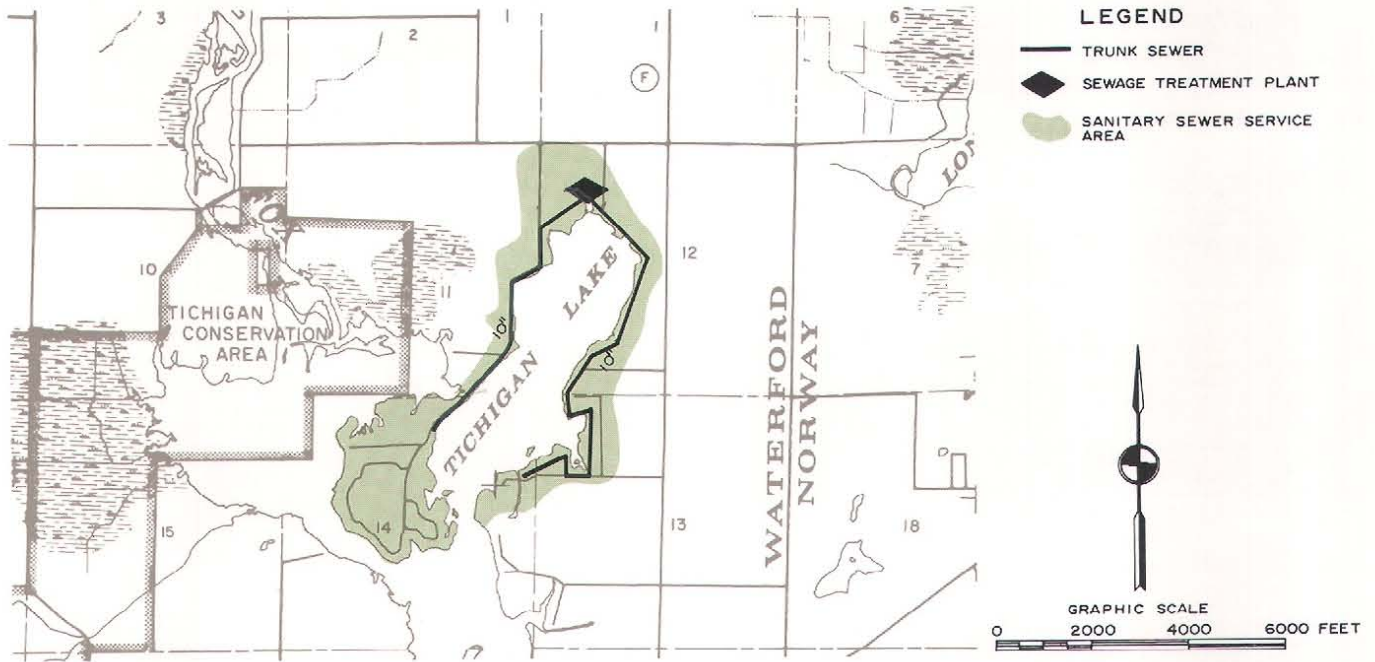 3
2
1
1
6
F
LEGEND
TRUNK SEWER
SEWAGE TREATMENT PLANT
SANITARY SEWER SERVICE
AREA
10
11
12
7
TICHIGAN
CONSERVATION
AREA
10"
10"
TICHIGAN LAKE
WATERFORD
NORWAY
15
14
13
18
GRAPHIC SCALE
0 2000 4000 6000 FEET